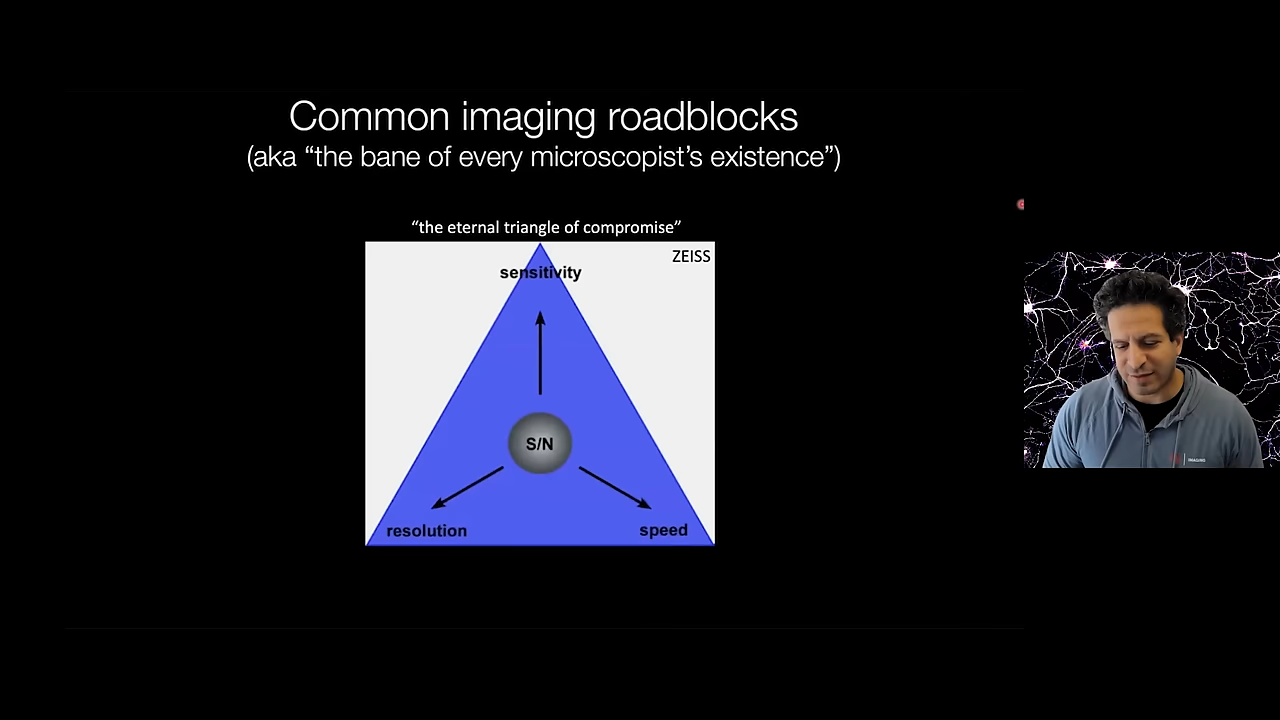 Common imaging roadblocks
(aka “the bane of every microscopist’s existence”)
“the eternal triangle of compromise”
ZEISS
sensitivity
S/N
resolution
speed
IMAGING